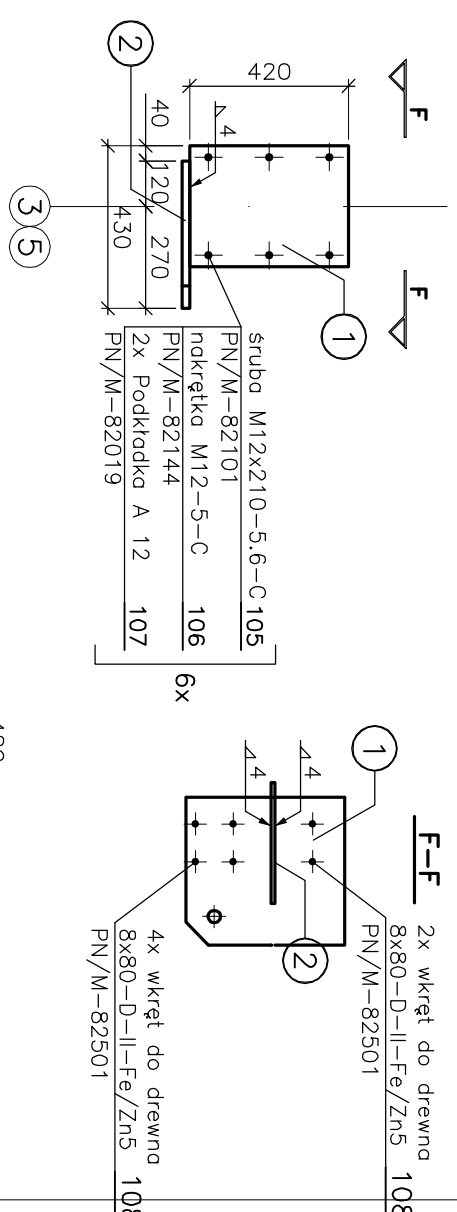 F
F
420
4
1
2
40
120
270
430
3
5
śruba M12x210-5.6-C
105
PN/M-82101
nakrętka M12-5-C
106
PN/M-82144
2x Podkładka A 12
107
PN/M-82019
6x
F-F
1
4
4
2
2x wkręt do drewna
8x80-D-II-Fe/Zn5
108
PN/M-82501
4x wkręt do drewna
8x80-D-II-Fe/Zn5
108
PN/M-82501